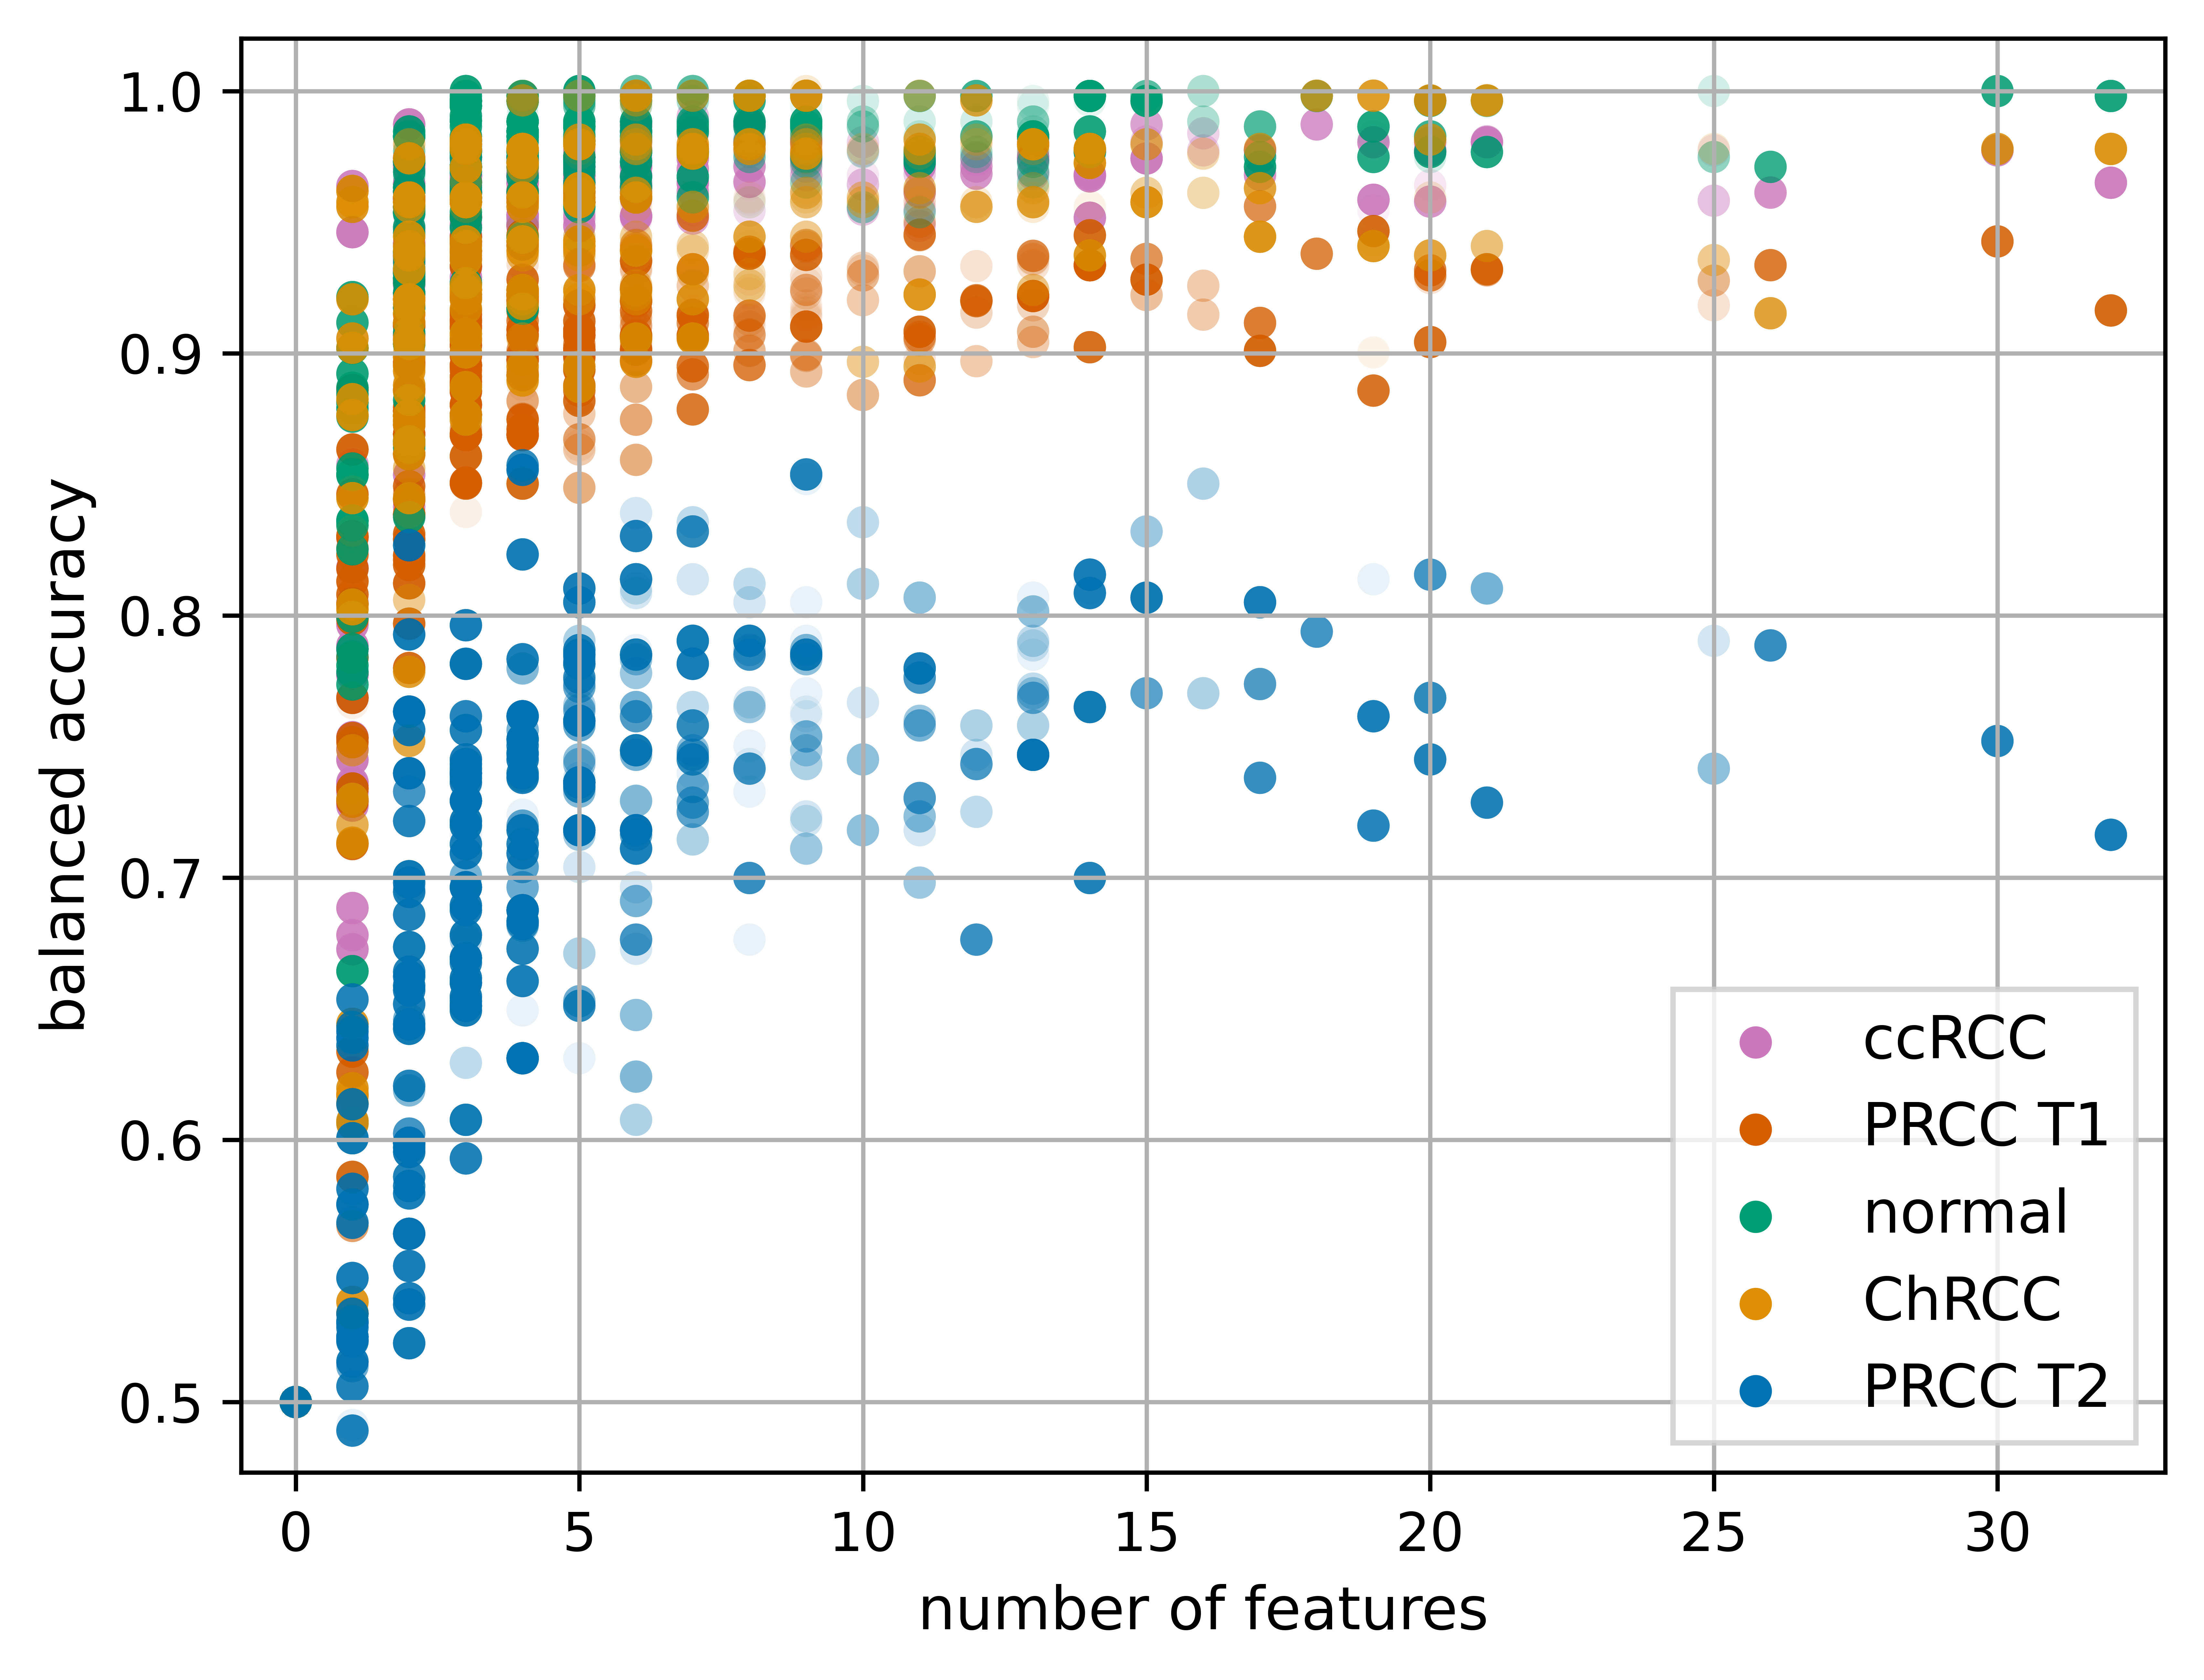 1.0
0.9
0.8
0.7
0.6
0.5
balanced accuracy
0 5 10 15 20 25 30
number of features
ccRCC
PRCC T1
normal
ChRCC
PRCC T2